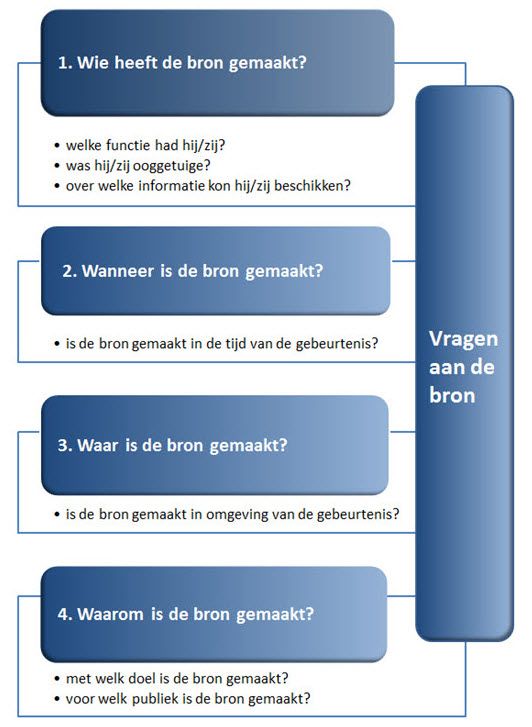 1. Wie heeft de bron gemaakt?
• welke functie had hij/zij?
• was hij/zij ooggetuige?
• over welke informatie kon hij/zij beschikken?
2. Wanneer is de bron gemaakt?
• is de bron gemaakt in de tijd van de gebeurtenis?
3. Waar is de bron gemaakt?
• is de bron gemaakt in omgeving van de gebeurtenis?
4. Waarom is de bron gemaakt?
• met welk doel is de bron gemaakt?
• voor welk publiek is de bron gemaakt?
Vragen
aan de
bron